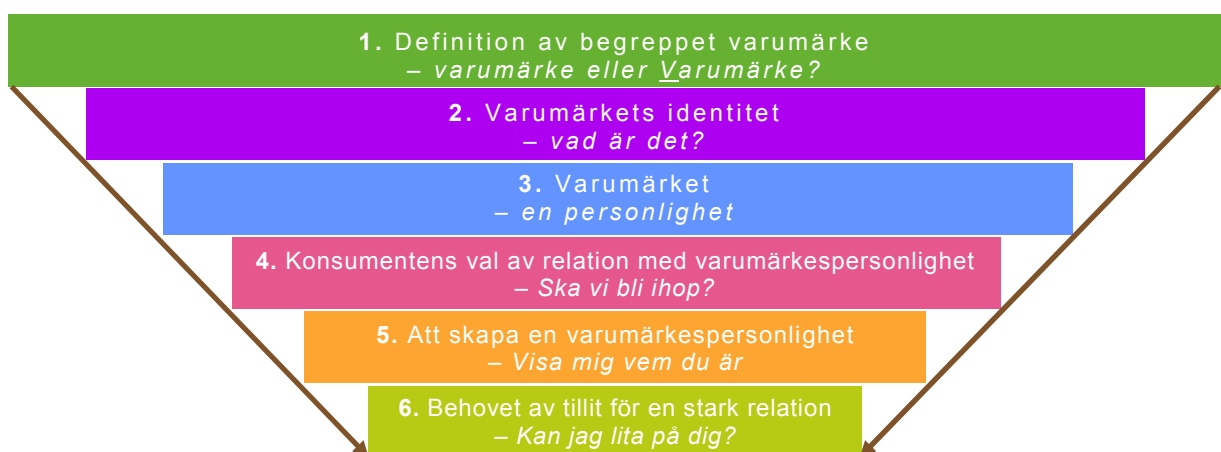 1. Definition av begreppet varumärke
– varumärke eller Varumärke?
2. Varumärkets identitet
– vad är det?
3. Varumärket
– en personlighet
4. Konsumentens val av relation med varumärkespersonlighet
– Ska vi bli ihop?
5. Att skapa en varumärkespersonlighet
– Visa mig vem du är
6. Behovet av tillit för en stark relation
– Kan jag lita på dig?